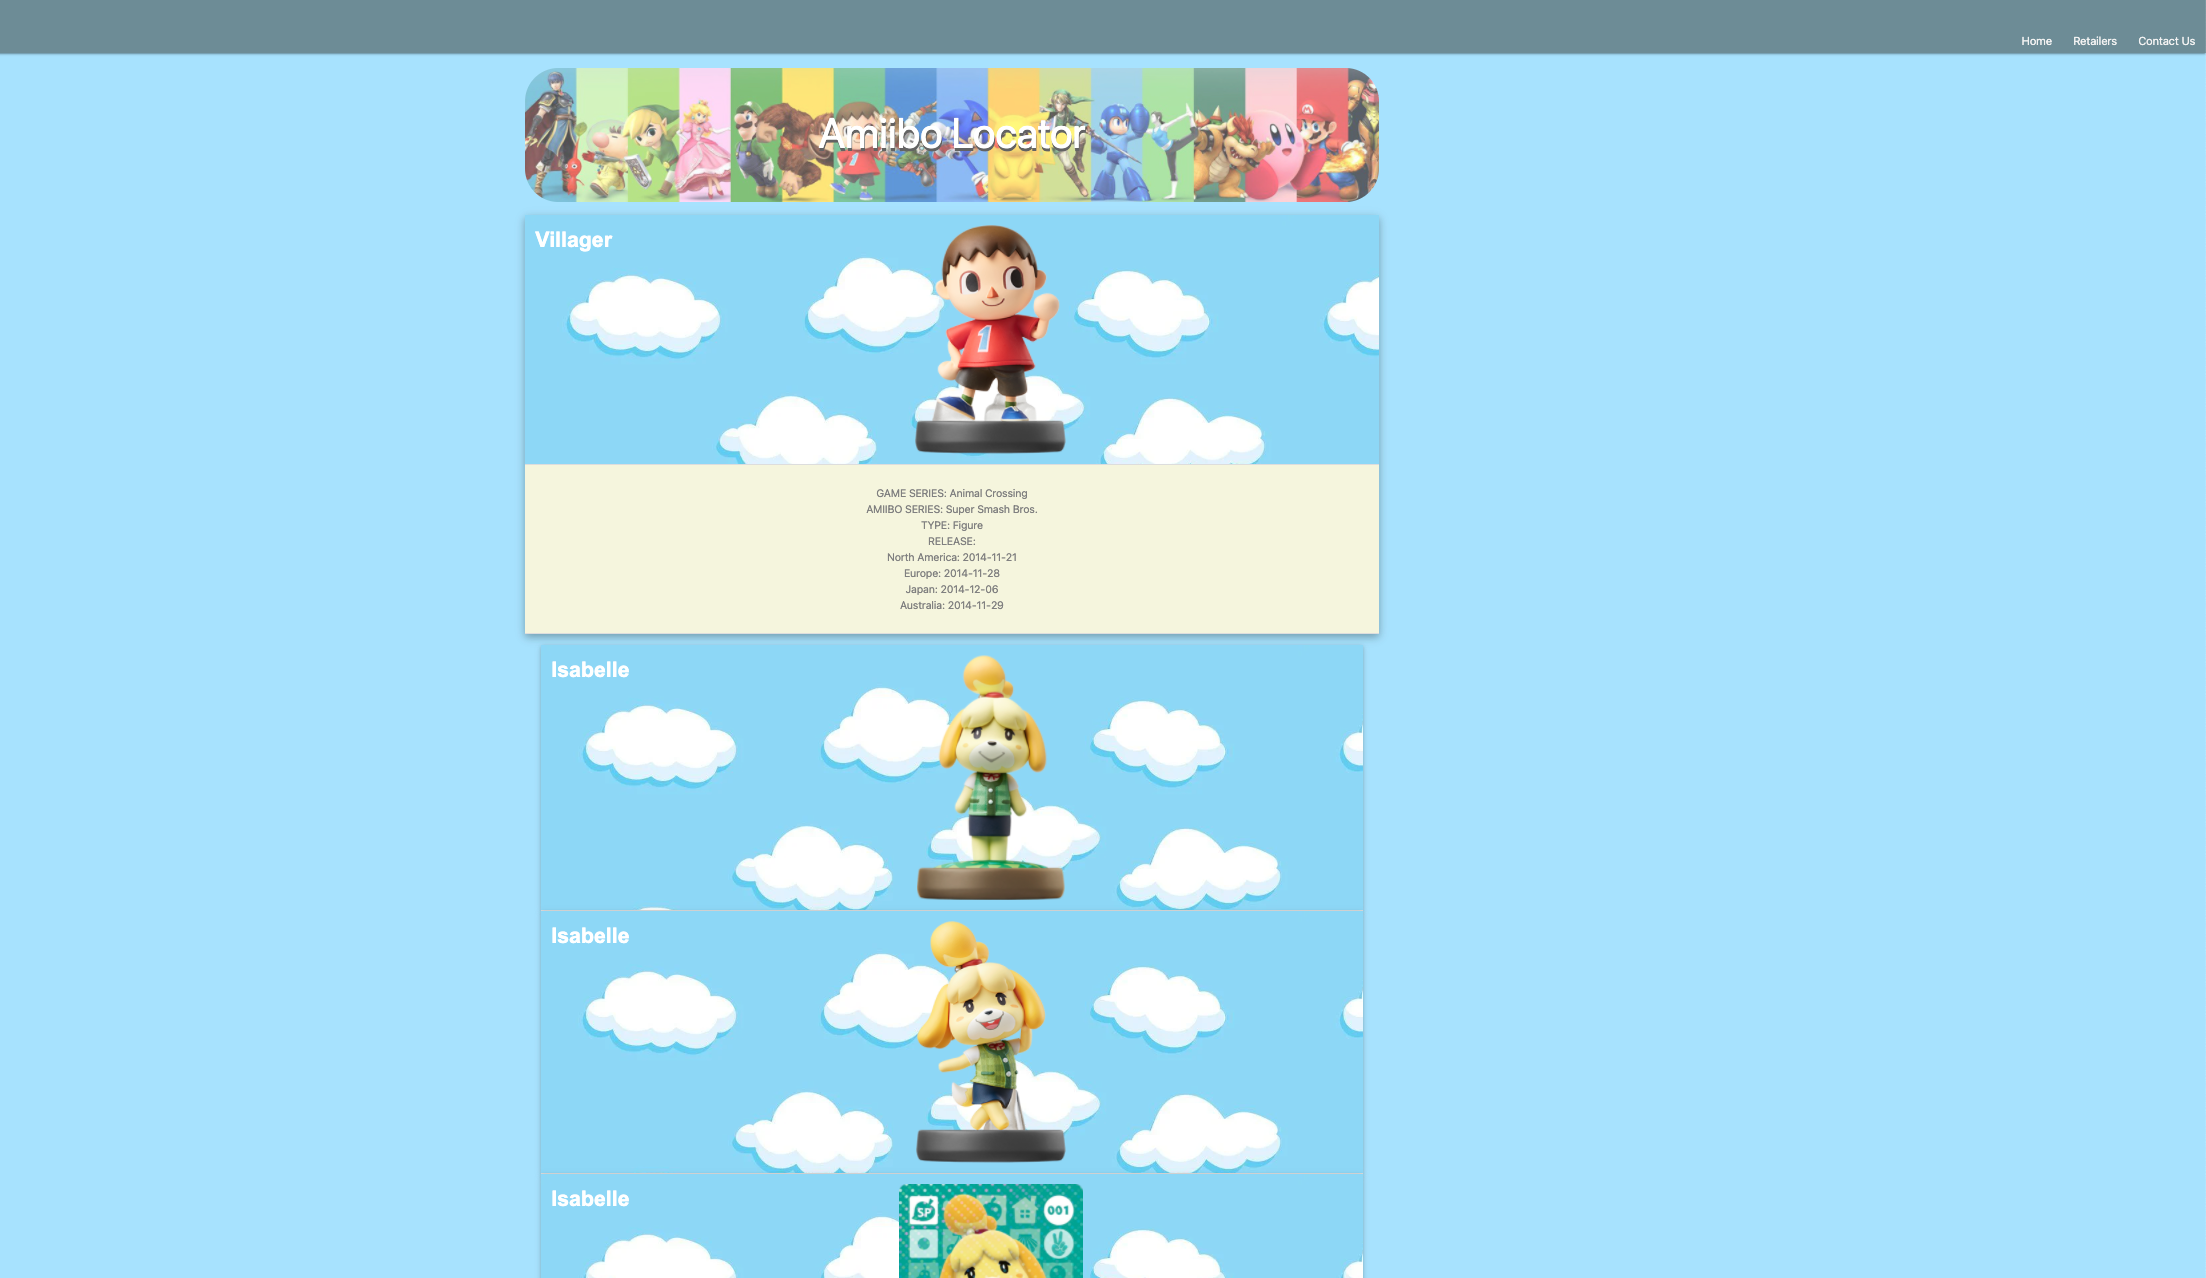 Home Retailers Contact Us
Amiibo Locator
Villager
1
GAME SERIES: Animal Crossing
AMIIBO SERIES: Super Smash Bros.
TYPE: Figure
RELEASE:
North America: 2014-11-21
Europe: 2014-11-28
Japan: 2014-12-06
Australia: 2014-11-29
Isabelle
Isabelle
Isabelle
SP 001